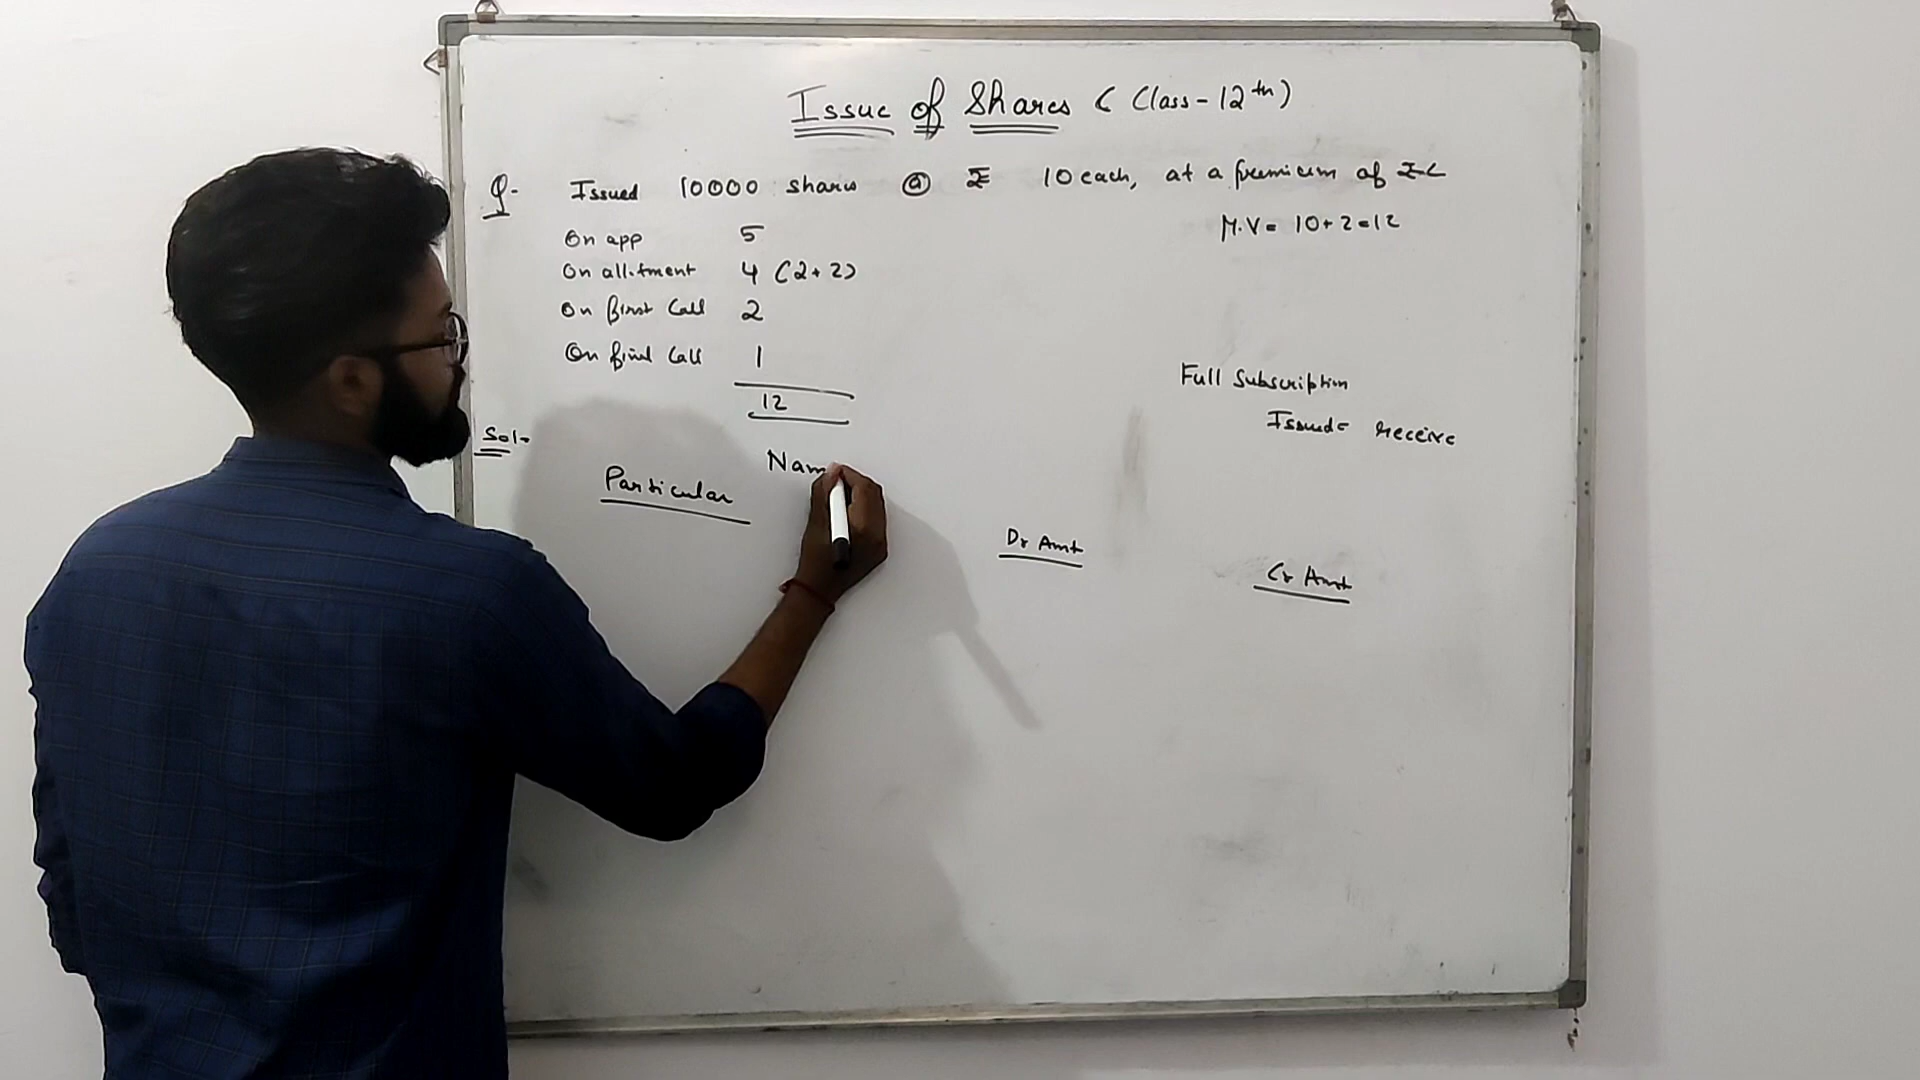 Issue of Shares ( Class-12th)
Q- Issued 10000 shares @ ₹ 10 each, at a premium of ₹ 2
M.V = 10+2=12
On app 5
On allotment 4 (2+2)
On first Call 2
On final Call 1
12
Full Subscription
Issued= receive
Sol-
Nam
Particular
Dr Amt
Cr Amt